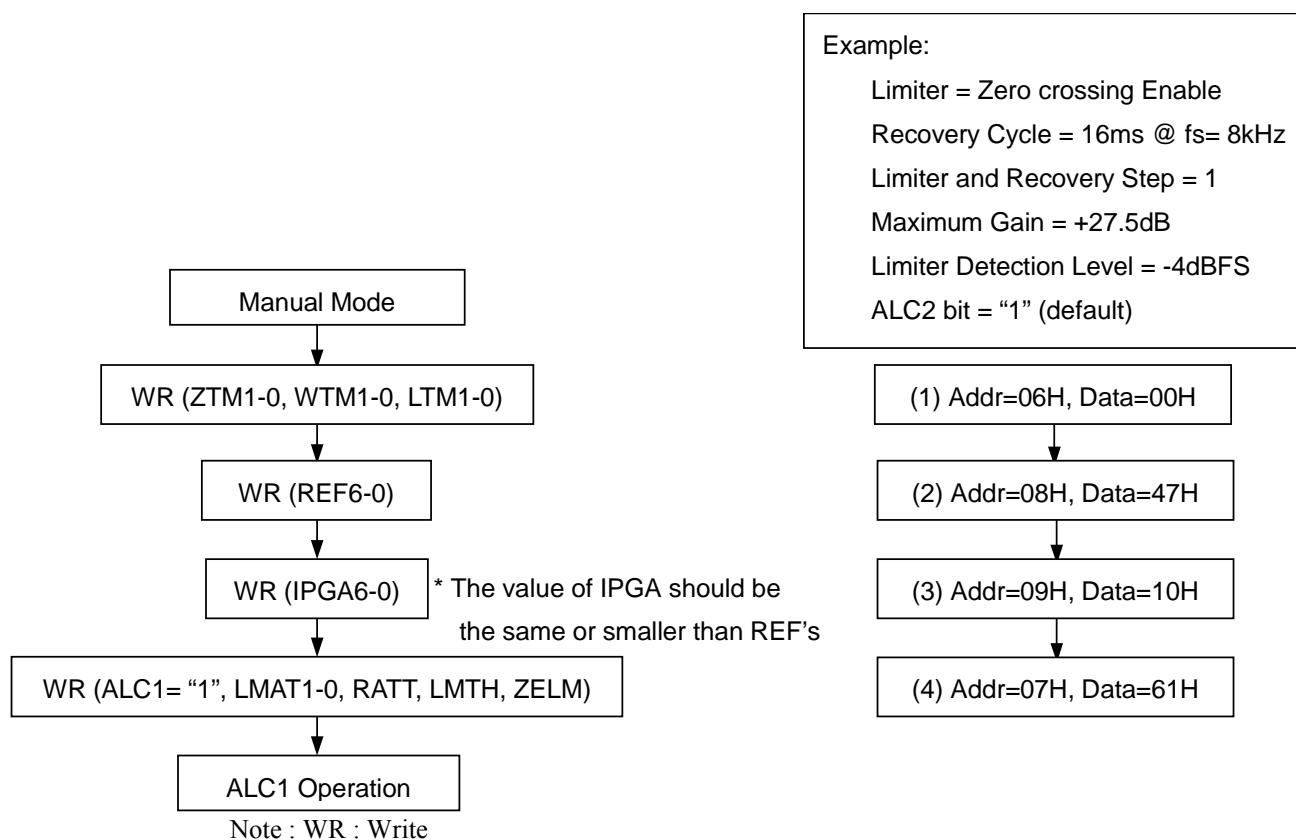 Example:
Limiter = Zero crossing Enable
Recovery Cycle = 16ms @ fs= 8kHz
Limiter and Recovery Step = 1
Maximum Gain = +27.5dB
Limiter Detection Level = -4dBFS
ALC2 bit = “1” (default)
Manual Mode
WR (ZTM1-0, WTM1-0, LTM1-0)
WR (REF6-0)
WR (IPGA6-0)
* The value of IPGA should be
the same or smaller than REF’s
WR (ALC1= “1”, LMAT1-0, RATT, LMTH, ZELM)
ALC1 Operation
Note : WR : Write
(1) Addr=06H, Data=00H
(2) Addr=08H, Data=47H
(3) Addr=09H, Data=10H
(4) Addr=07H, Data=61H